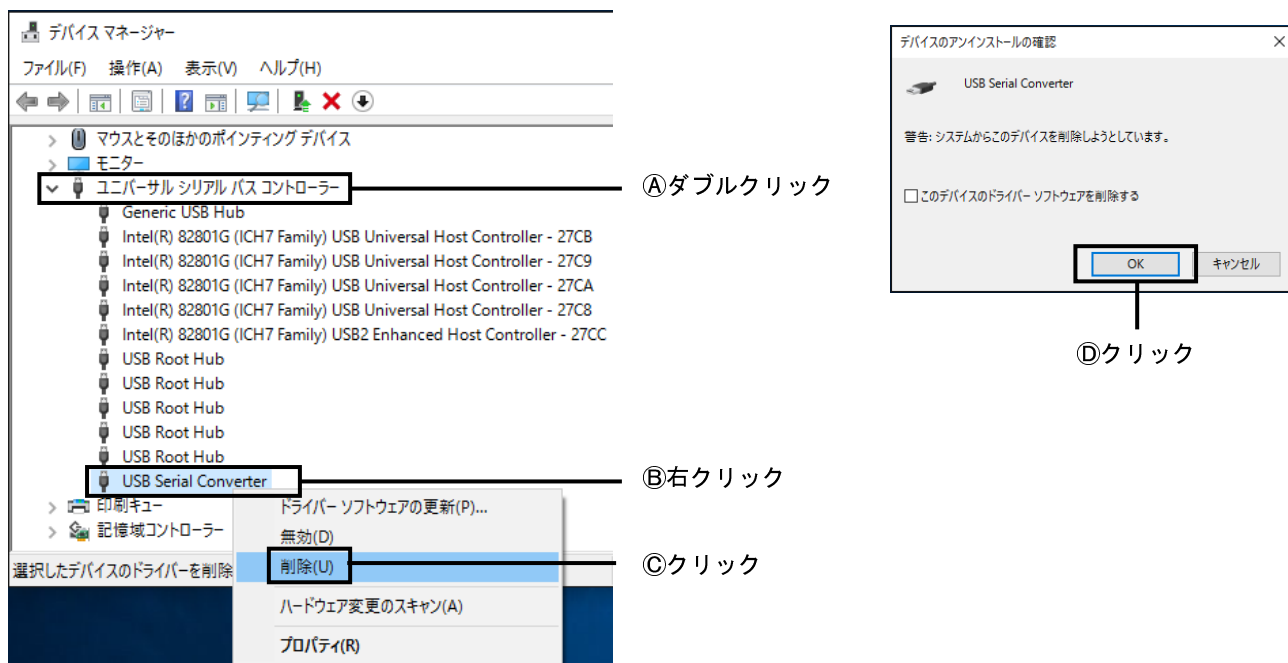 デバイス マネージャー
ファイル(F) 操作(A) 表示(V) ヘルプ(H)
マウスとそのほかのポインティング デバイス
モニター
ユニバーサル シリアル バス コントローラー
Generic USB Hub
Intel(R) 82801G (ICH7 Family) USB Universal Host Controller - 27CB
Intel(R) 82801G (ICH7 Family) USB Universal Host Controller - 27C9
Intel(R) 82801G (ICH7 Family) USB Universal Host Controller - 27CA
Intel(R) 82801G (ICH7 Family) USB Universal Host Controller - 27C8
Intel(R) 82801G (ICH7 Family) USB2 Enhanced Host Controller - 27CC
USB Root Hub
USB Root Hub
USB Root Hub
USB Root Hub
USB Root Hub
USB Serial Converter
印刷キュー
記憶域コントローラー
選択したデバイスのドライバーを削除
ドライバー ソフトウェアの更新(P)...
無効(D)
削除(U)
ハードウェア変更のスキャン(A)
プロパティ(R)
Ⓐダブルクリック
Ⓑ右クリック
Ⓒクリック
デバイスのアンインストールの確認
USB Serial Converter
警告: システムからこのデバイスを削除しようとしています。
このデバイスのドライバー ソフトウェアを削除する
OK キャンセル
Ⓓクリック